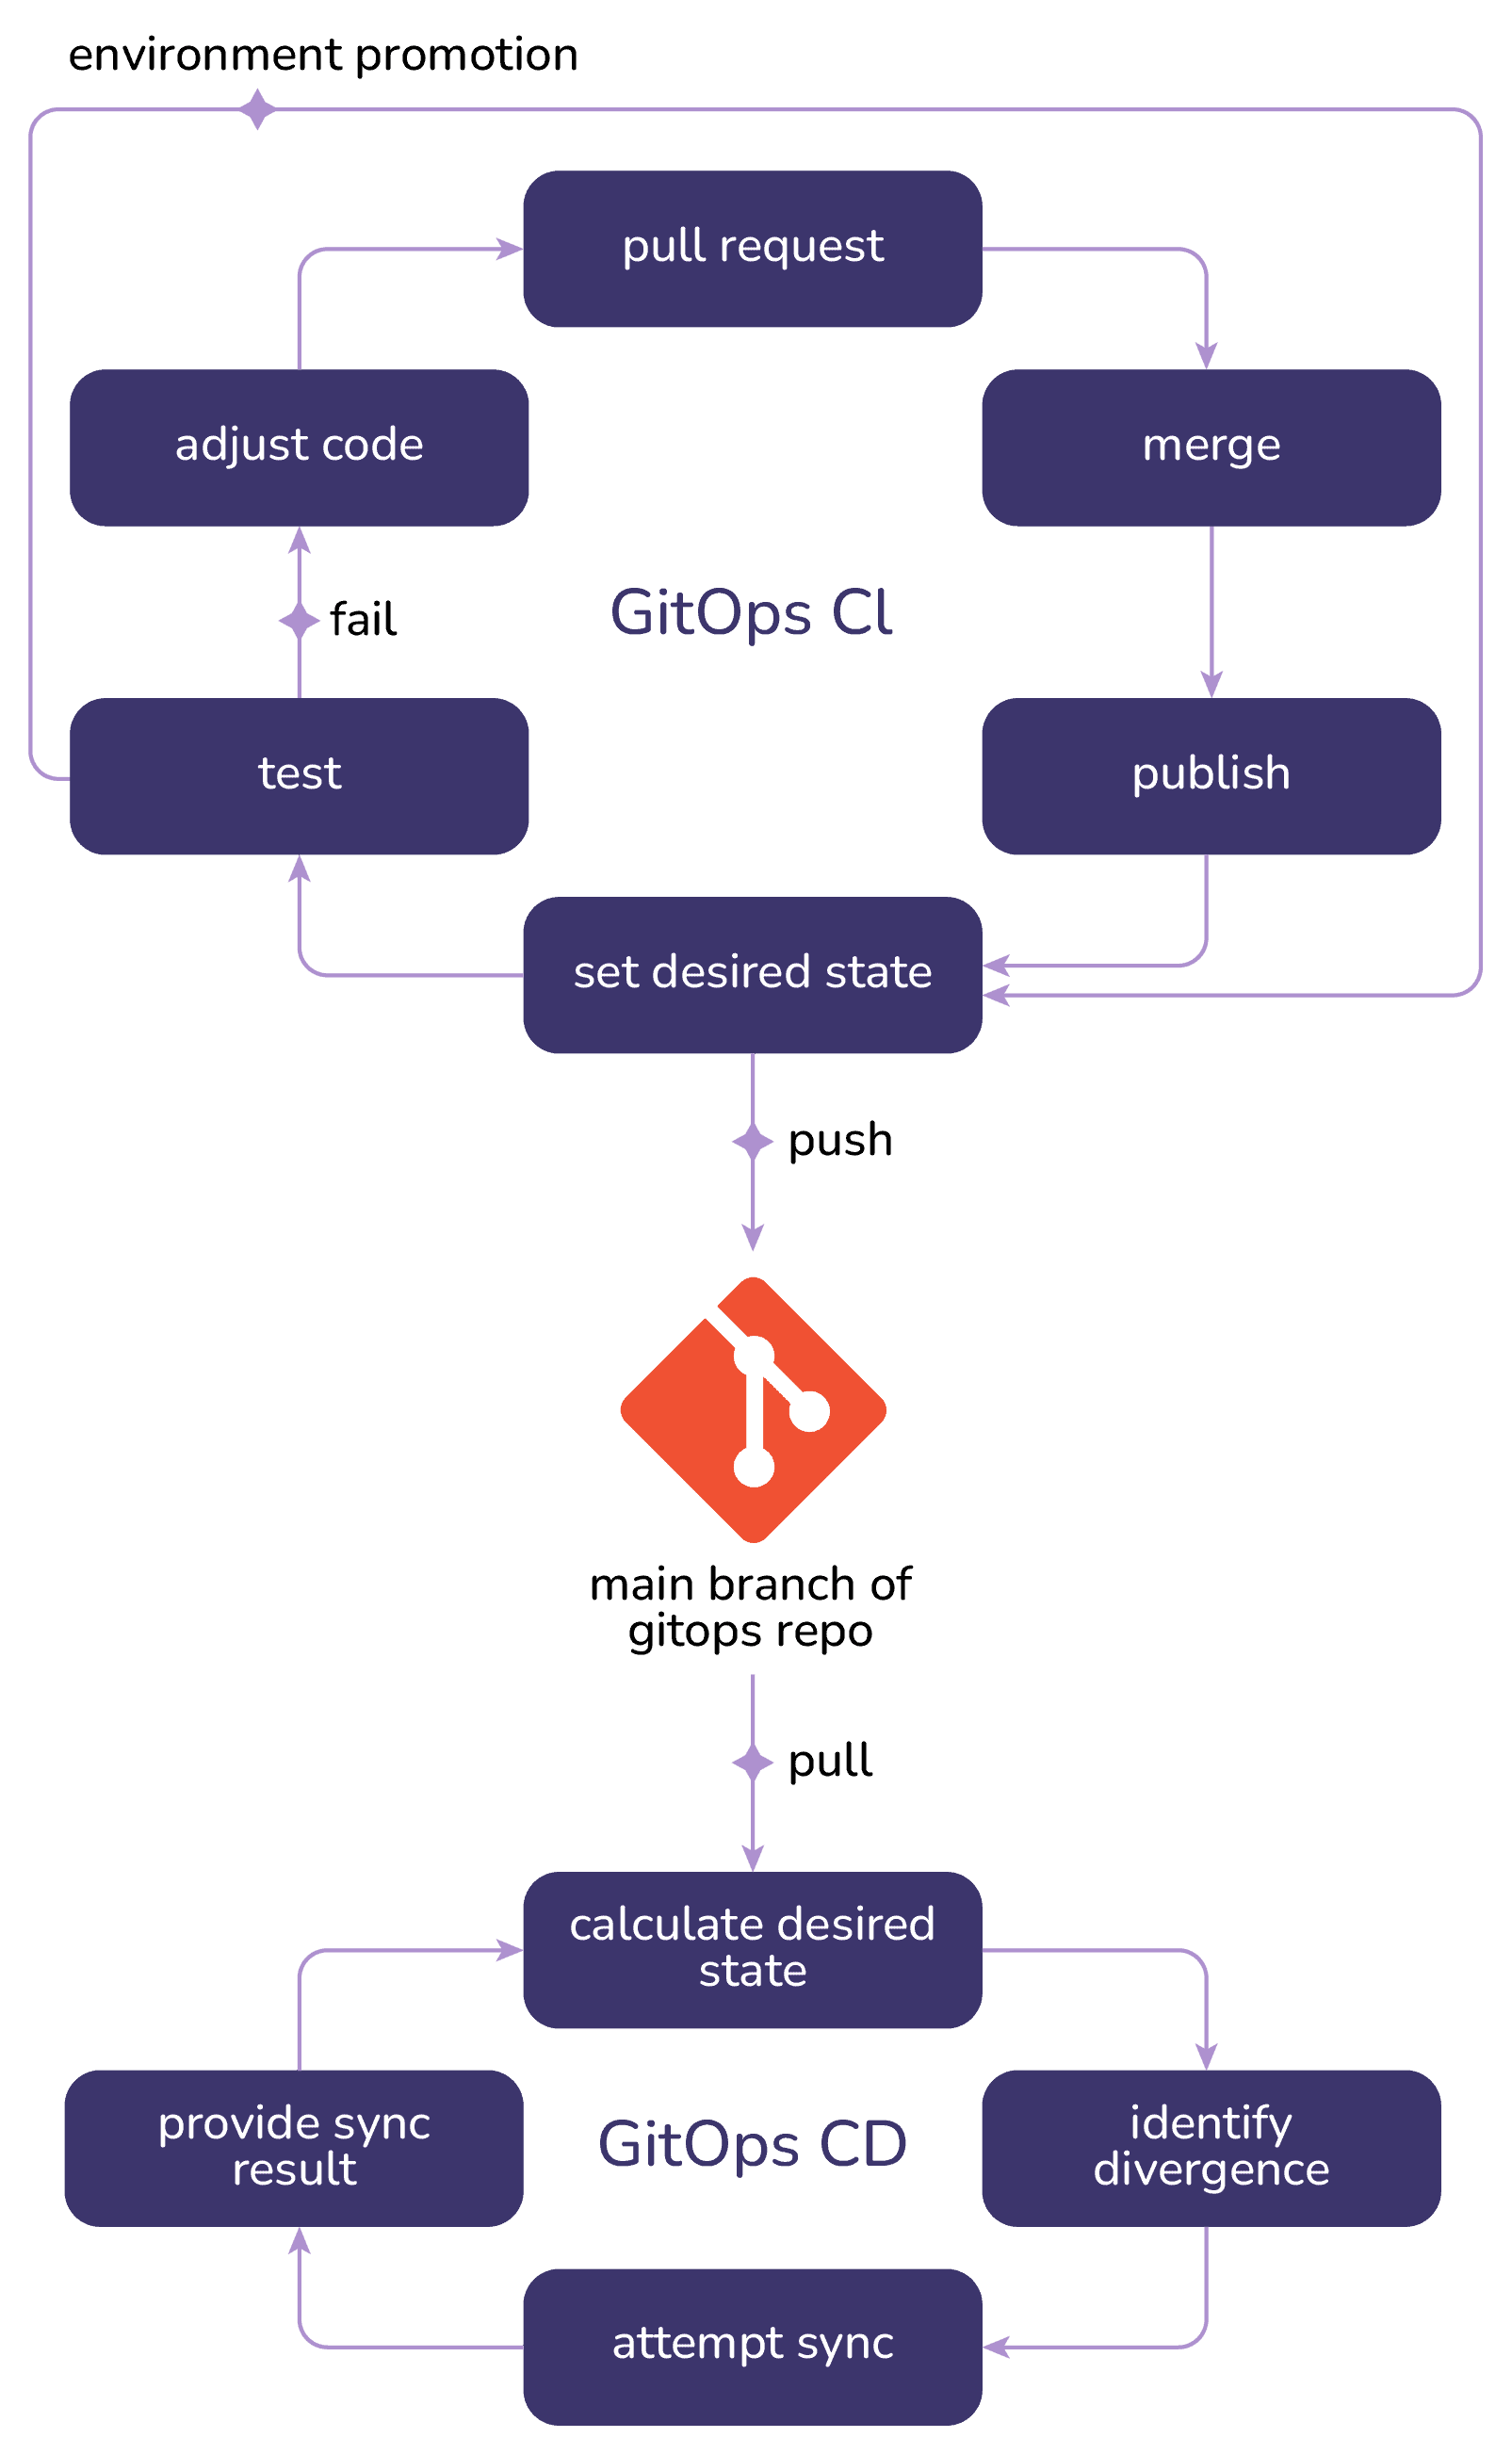 environment promotion
pull request
adjust code
merge
fail
GitOps CI
test
publish
set desired state
push
main branch of
gitops repo
pull
calculate desired
state
provide sync
result
GitOps CD
identify
divergence
attempt sync